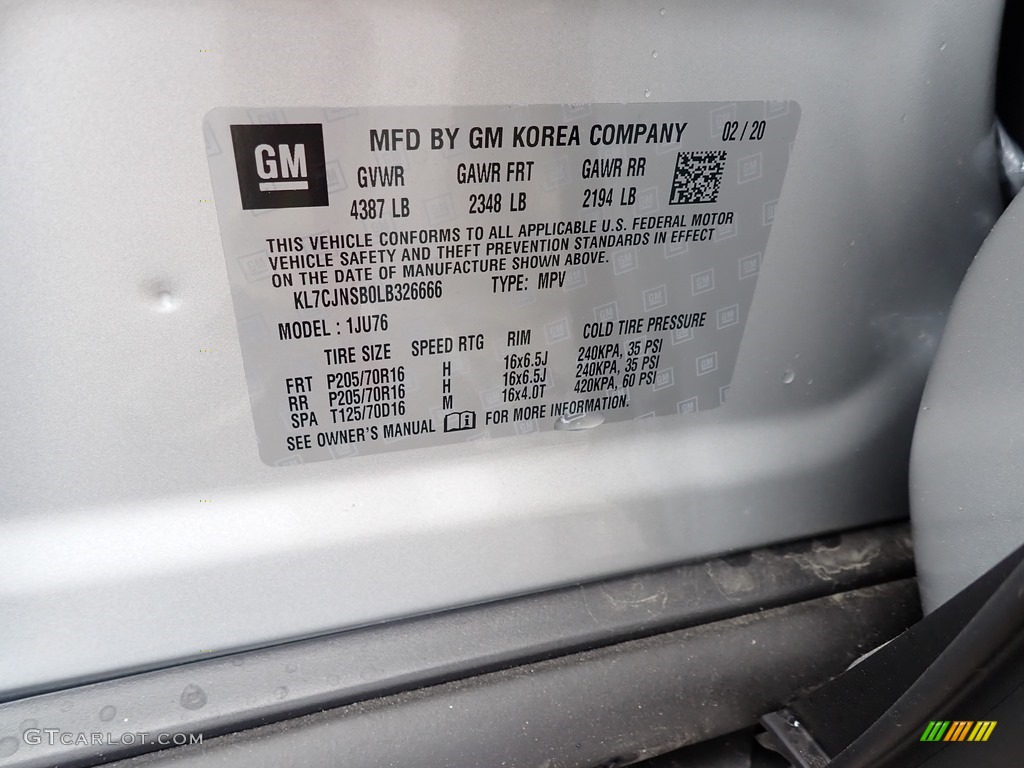 GM
MFD BY GM KOREA COMPANY 02 / 20
GVWR GAWR FRT GAWR RR
4387 LB 2348 LB 2194 LB
THIS VEHICLE CONFORMS TO ALL APPLICABLE U.S. FEDERAL MOTOR
VEHICLE SAFETY AND THEFT PREVENTION STANDARDS IN EFFECT
ON THE DATE OF MANUFACTURE SHOWN ABOVE.
KL7CJNSB0LB326666 TYPE: MPV
MODEL : 1JU76
TIRE SIZE SPEED RTG RIM COLD TIRE PRESSURE
FRT P205/70R16 H 16x6.5J 240KPA, 35 PSI
RR P205/70R16 H 16x6.5J 240KPA, 35 PSI
SPA T125/70D16 M 16x4.0T 420KPA, 60 PSI
SEE OWNER'S MANUAL FOR MORE INFORMATION.
GTCARLOT.COM